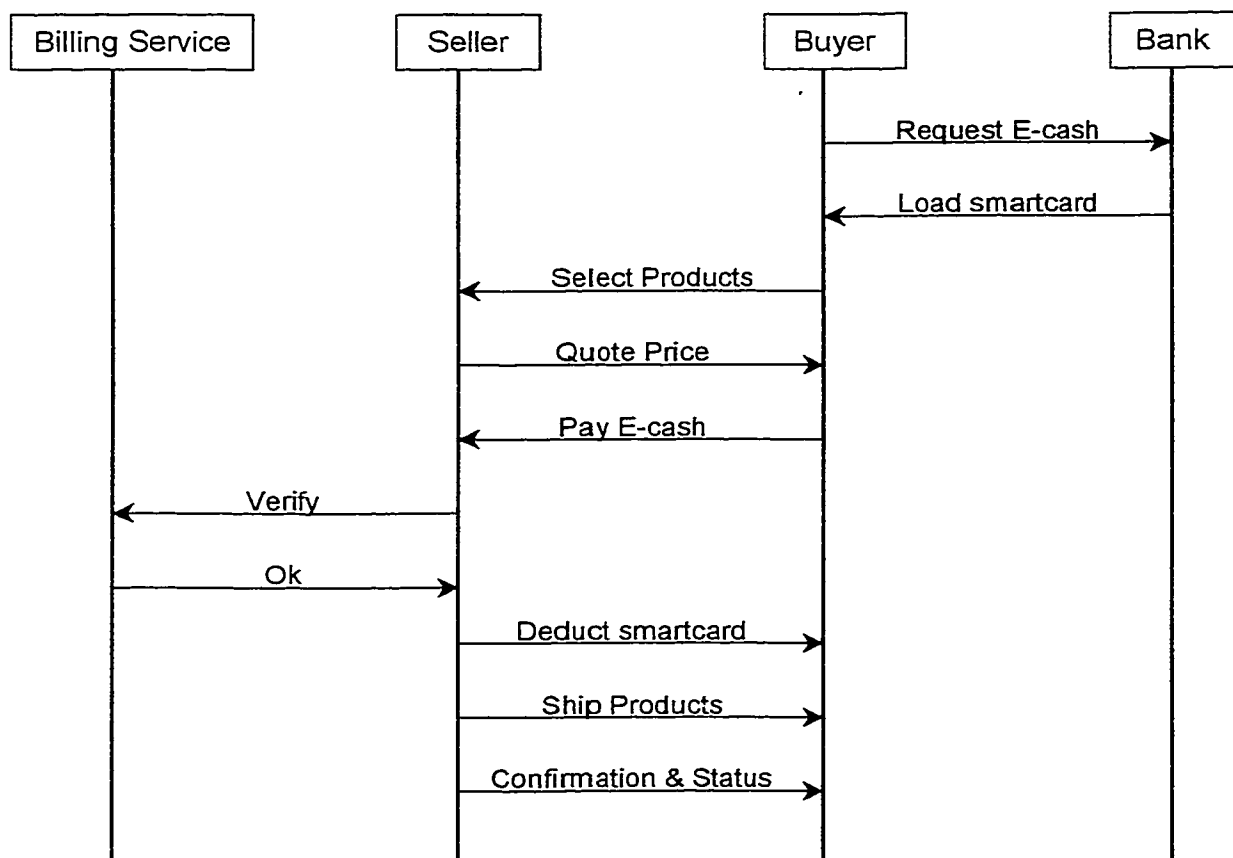 Billing Service
Seller
Buyer
Bank
Request E-cash
Load smartcard
Select Products
Quote Price
Pay E-cash
Verify
Ok
Deduct smartcard
Ship Products
Confirmation & Status